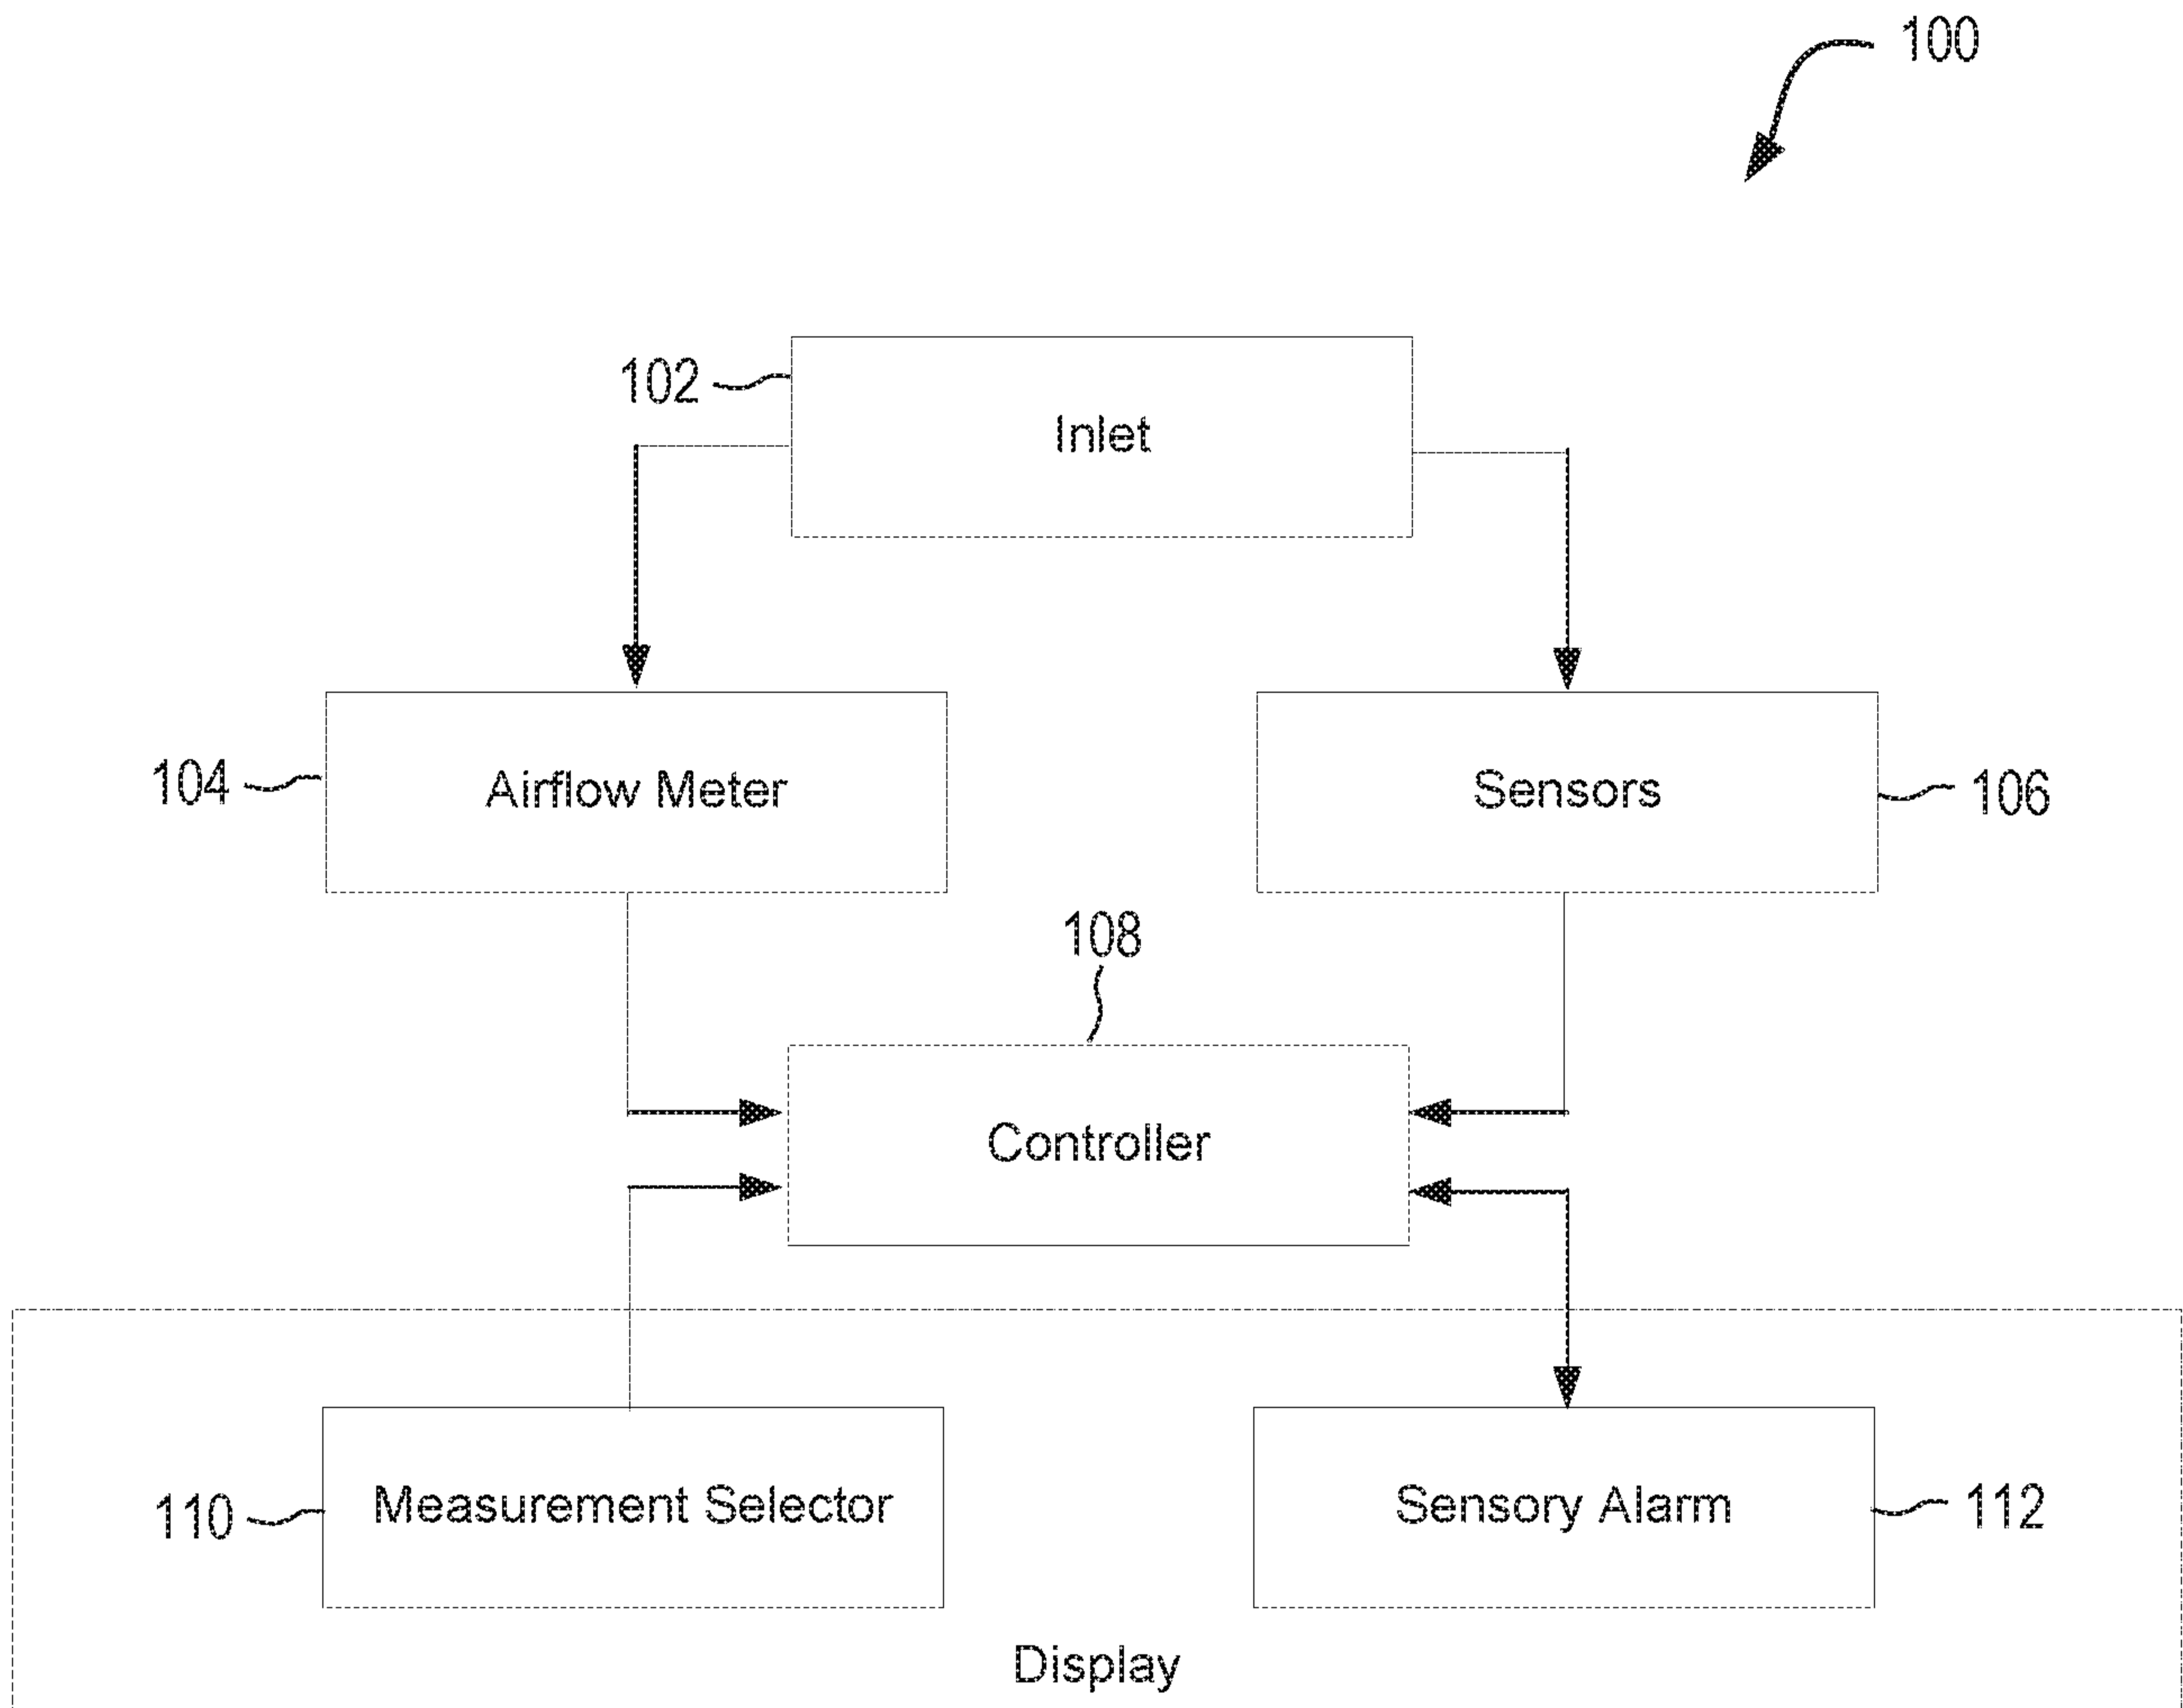 100
102
Inlet
104
Airflow Meter
Sensors
106
108
Controller
110
Measurement Selector
Sensory Alarm
112
Display